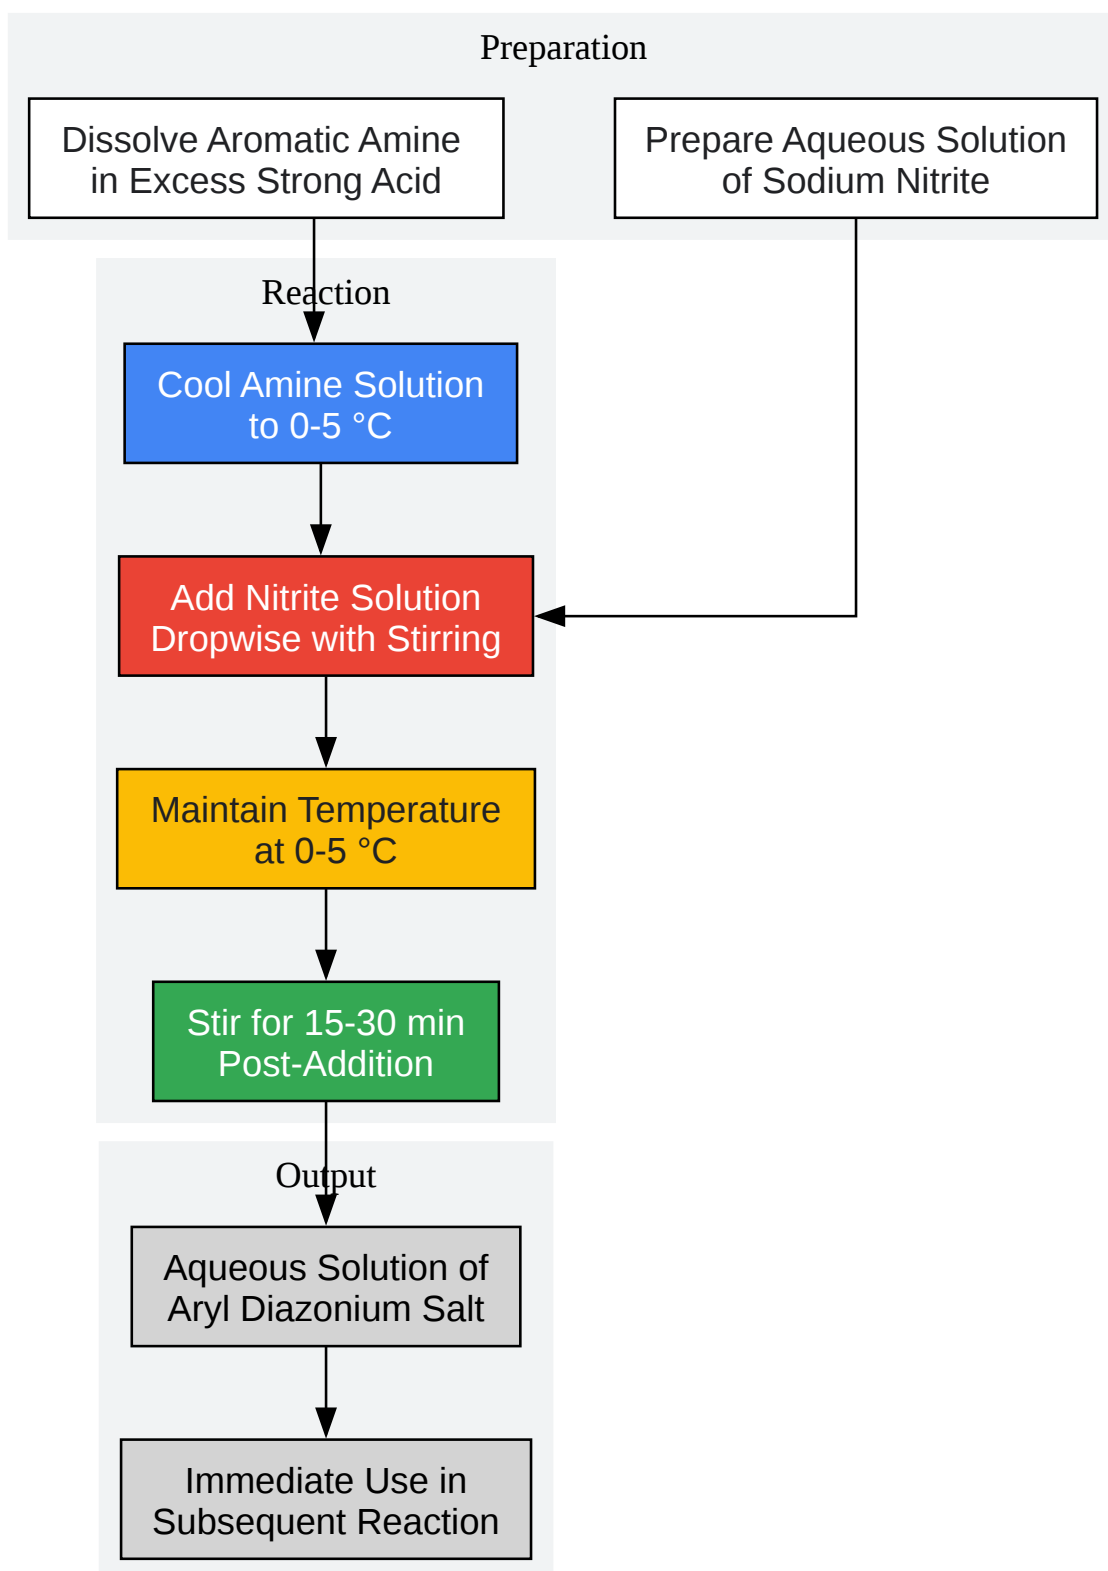 Preparation
Dissolve Aromatic Amine
in Excess Strong Acid
Prepare Aqueous Solution
of Sodium Nitrite
Reaction
Cool Amine Solution
to 0-5 °C
Add Nitrite Solution
Dropwise with Stirring
Maintain Temperature
at 0-5 °C
Stir for 15-30 min
Post-Addition
Output
Aqueous Solution of
Aryl Diazonium Salt
Immediate Use in
Subsequent Reaction